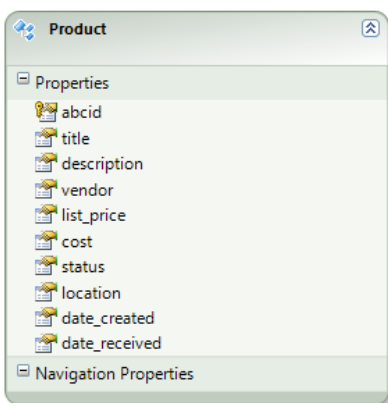 Product
Properties
abcid
title
description
vendor
list_price
cost
status
location
date_created
date_received
Navigation Properties